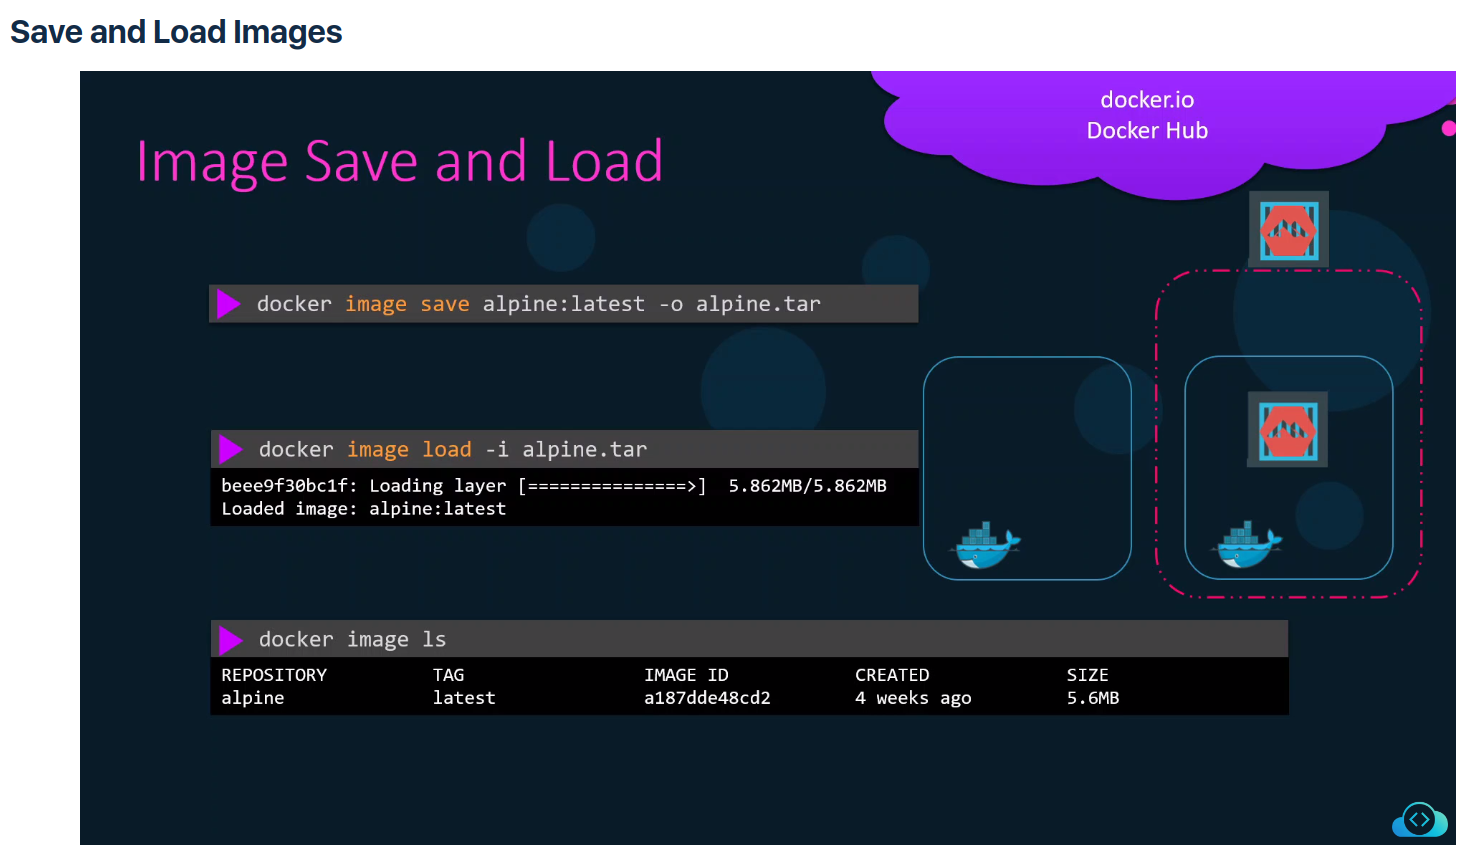 Save and Load Images
docker.io
Docker Hub
Image Save and Load
docker image save alpine:latest -o alpine.tar
docker image load -i alpine.tar
beee9f30bc1f: Loading layer [===============>]  5.862MB/5.862MB
Loaded image: alpine:latest
docker image ls
REPOSITORY TAG IMAGE ID CREATED SIZE
alpine latest a187dde48cd2 4 weeks ago 5.6MB